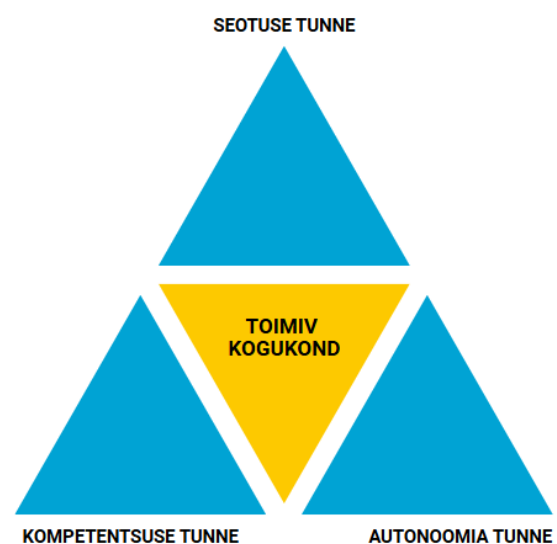 SEOTUSE TUNNE
TOIMIV
KOGUKOND
KOMPETENTSUSE TUNNE
AUTONOOMIA TUNNE